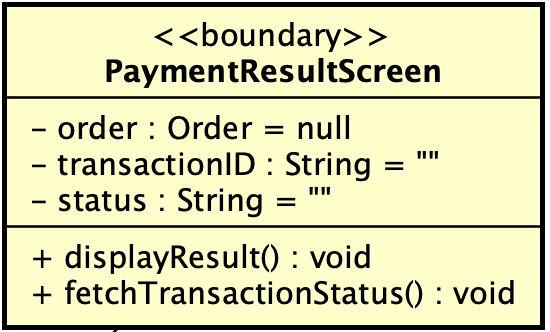 <<boundary>>
PaymentResultScreen
– order : Order = null
– transactionID : String = ""
– status : String = ""
+ displayResult() : void
+ fetchTransactionStatus() : void